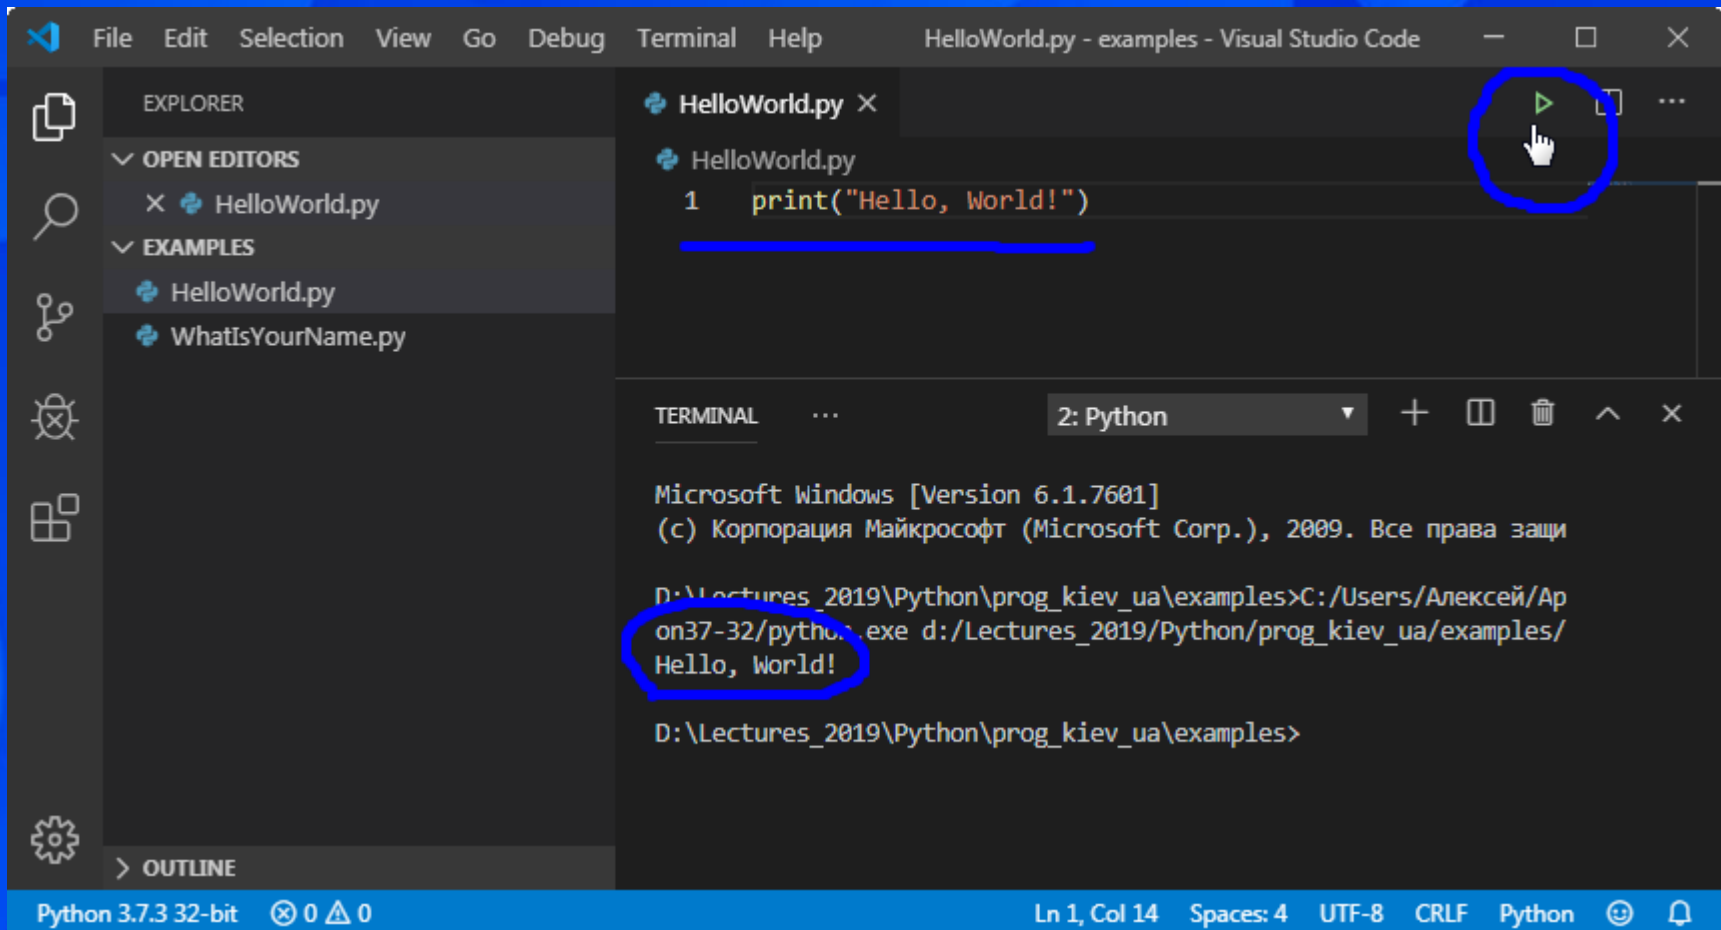 File Edit Selection View Go Debug Terminal Help HelloWorld.py - examples - Visual Studio Code
EXPLORER
OPEN EDITORS
HelloWorld.py
EXAMPLES
HelloWorld.py
WhatIsYourName.py
OUTLINE
HelloWorld.py
HelloWorld.py
1 print("Hello, World!")
TERMINAL ... 2: Python
Microsoft Windows [Version 6.1.7601]
(c) Корпорация Майкрософт (Microsoft Corp.), 2009. Все права защи
D:\Lectures_2019\Python\prog_kiev_ua\examples>C:/Users/Алексей/Ap
on37-32/python.exe d:/Lectures_2019/Python/prog_kiev_ua/examples/
Hello, World!
D:\Lectures_2019\Python\prog_kiev_ua\examples>
Python 3.7.3 32-bit 0 0 Ln 1, Col 14 Spaces: 4 UTF-8 CRLF Python